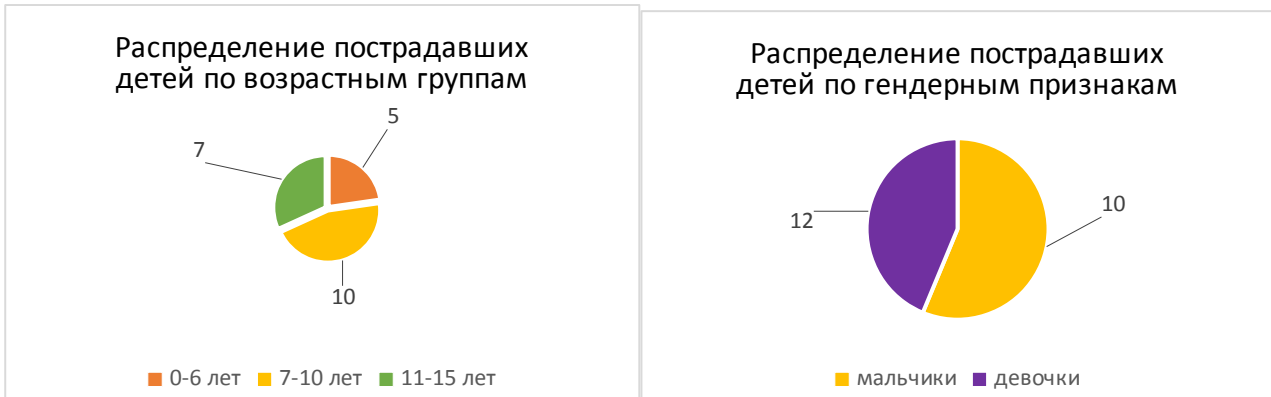 Распределение пострадавших
детей по возрастным группам
5
7
10
0-6 лет 7-10 лет 11-15 лет
Распределение пострадавших
детей по гендерным признакам
10
12
мальчики девочки